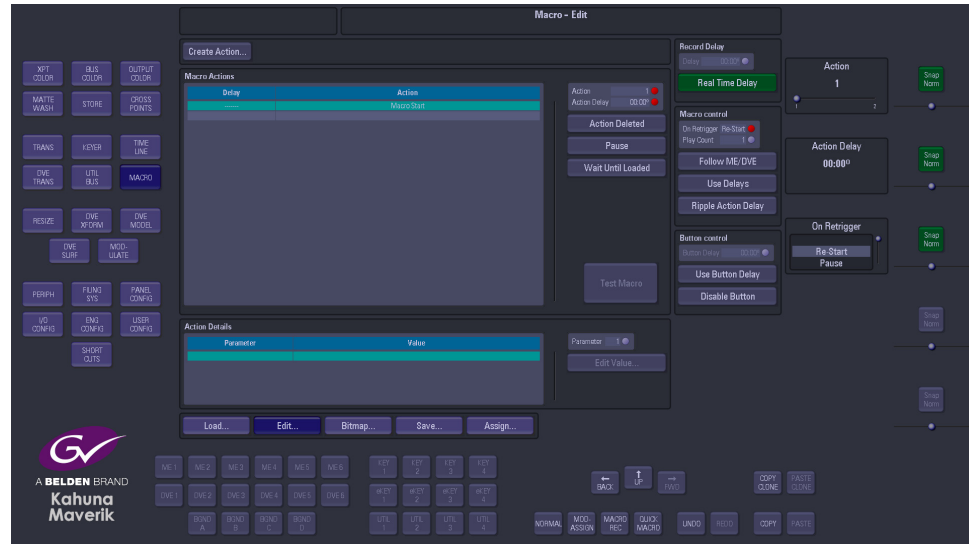 Macro - Edit
Create Action...
Macro Actions
Delay Action
------ Macro Start
Action 1
Action Delay 00:00⁰
Action Deleted
Pause
Wait Until Loaded
Test Macro
Record Delay
Delay 00:00⁰
Real Time Delay
Macro control
On Retrigger Re-Start
Play Count 1
Follow ME/DVE
Use Delays
Ripple Action Delay
Button control
Button Delay 00:00⁰
Use Button Delay
Disable Button
Action Details
Parameter Value
Parameter 1
Edit Value...
Load... Edit... Bitmap... Save... Assign...
Action
1
1 2
Action Delay
00:00⁰
On Retrigger
Re-Start
Pause
Snap
Norm
Snap
Norm
Snap
Norm
Snap
Norm
Snap
Norm
XPT
COLOR
BUS
COLOR
OUTPUT
COLOR
MATTE
WASH
STORE
CROSS
POINTS
TRANS
KEYER
TIME
LINE
DVE
TRANS
UTIL
BUS
MACRO
RESIZE
DVE
XFORM
DVE
MODEL
DVE
SURF
MOD-
ULATE
PERIPH
FILING
SYS
PANEL
CONFIG
I/O
CONFIG
ENG
CONFIG
USER
CONFIG
SHORT
CUTS
GV
A BELDEN BRAND
Kahuna
Maverik
ME 1 ME 2 ME 3 ME 4 ME 5 ME 6
KEY
1
KEY
2
KEY
3
KEY
4
DVE 1 DVE 2 DVE 3 DVE 4 DVE 5 DVE 6
eKEY
1
eKEY
2
eKEY
3
eKEY
4
BGND
A
BGND
B
BGND
C
BGND
D
UTIL
1
UTIL
2
UTIL
3
UTIL
4
←
BACK
↑
UP
→
FWD
COPY
CLONE
PASTE
CLONE
NORMAL
MOD-
ASSIGN
MACRO
REC
QUICK
MACRO
UNDO
REDO
COPY
PASTE